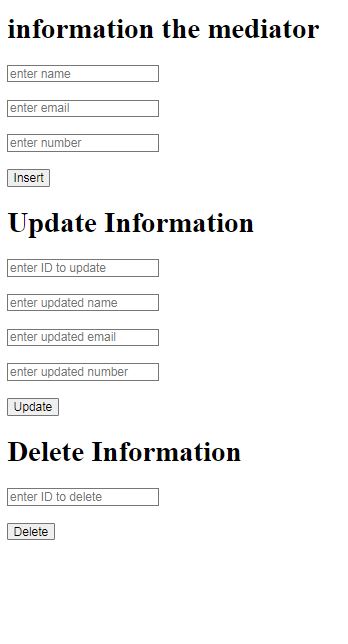 information the mediator
enter name
enter email
enter number
Insert
Update Information
enter ID to update
enter updated name
enter updated email
enter updated number
Update
Delete Information
enter ID to delete
Delete